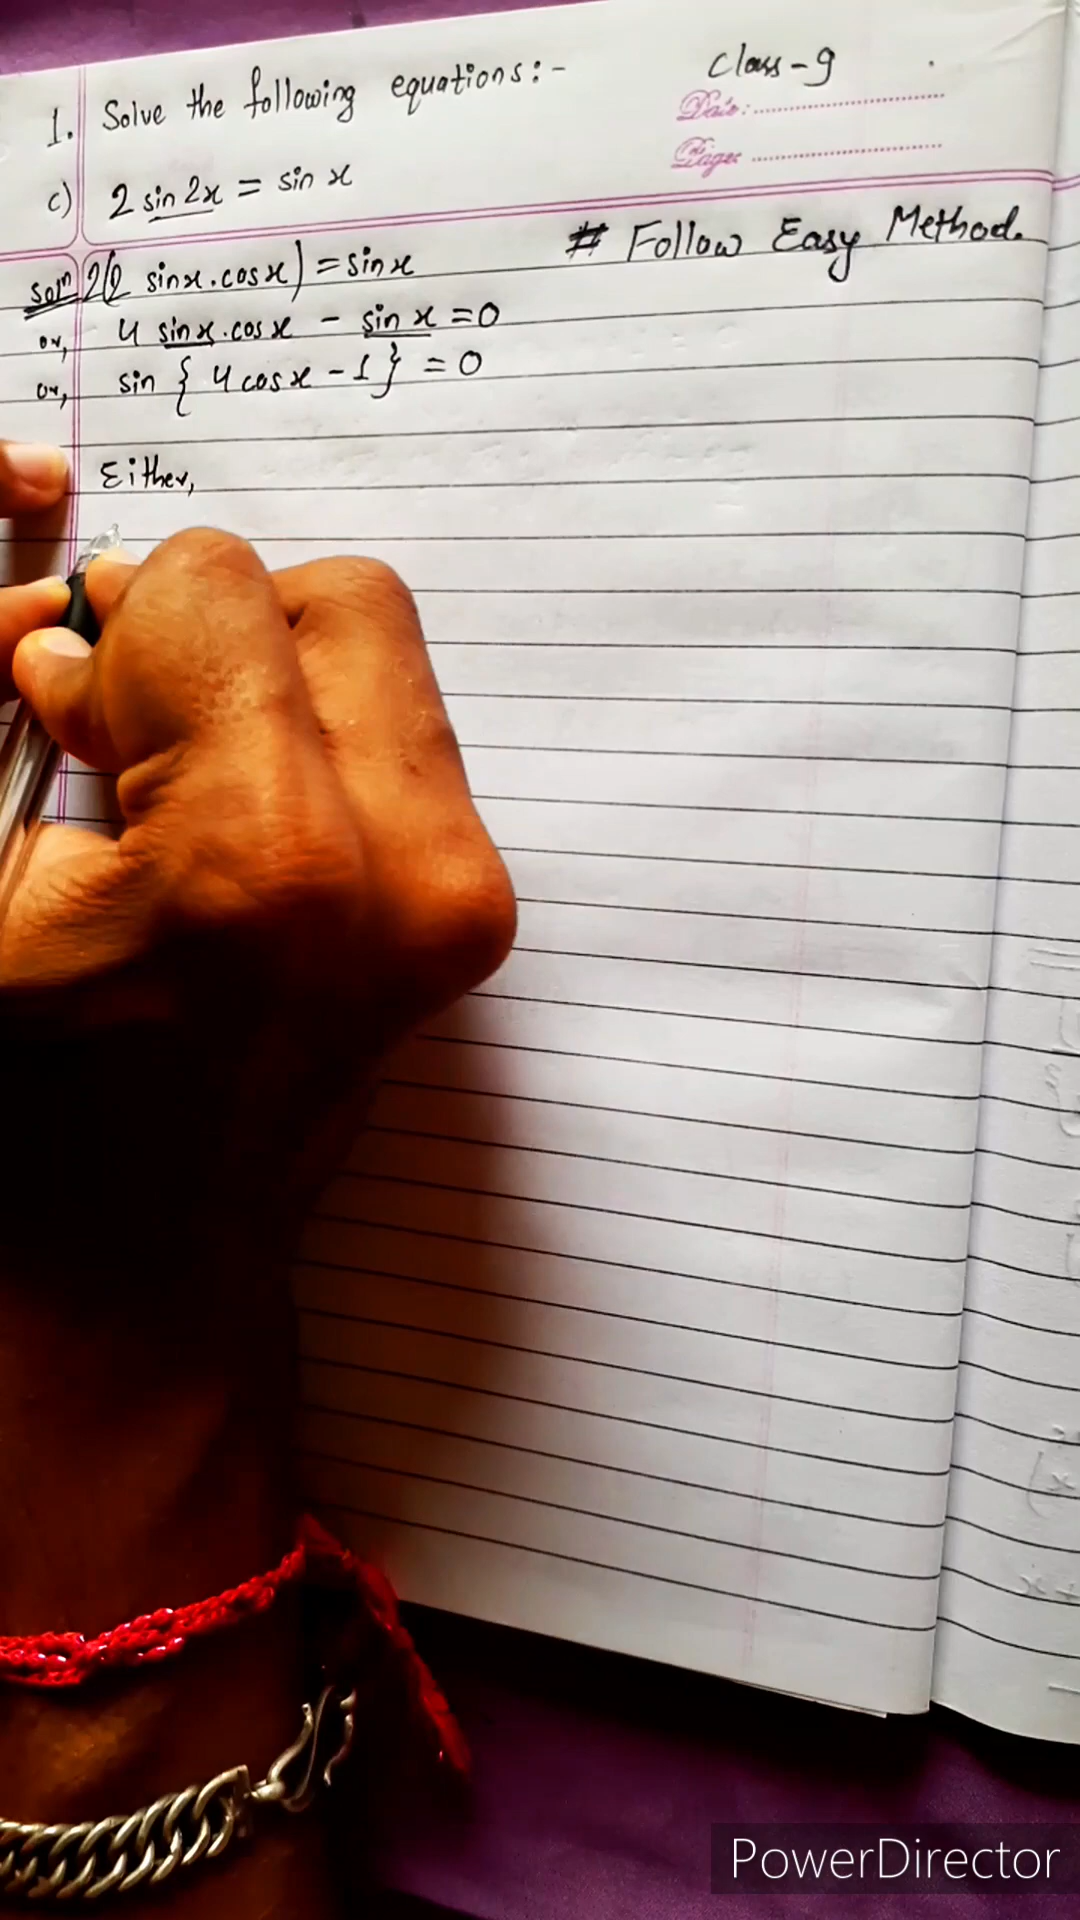 1. Solve the following equations:-
Class-9
Date:
Page:
c) 2 sin 2x = sin x
# Follow Easy Method.
Soln 2(2 sinx.cosx) = sinx
or, 4 sinx.cosx - sin x = 0
or, sin { 4 cosx - 1 } = 0
Either,
PowerDirector